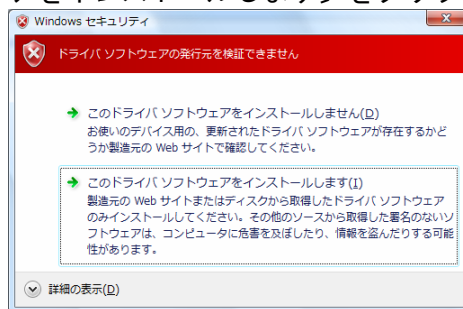 Windows セキュリティ
ドライバ ソフトウェアの発行元を検証できません
このドライバ ソフトウェアをインストールしません(D)
お使いのデバイス用の、更新されたドライバ ソフトウェアが存在するかど
うか製造元の Web サイトで確認してください。
このドライバ ソフトウェアをインストールします(I)
製造元の Web サイトまたはディスクから取得したドライバ ソフトウェア
のみインストールしてください。その他のソースから取得した署名のないソ
フトウェアは、コンピュータに危害を及ぼしたり、情報を盗んだりする可能
性があります。
詳細の表示(D)